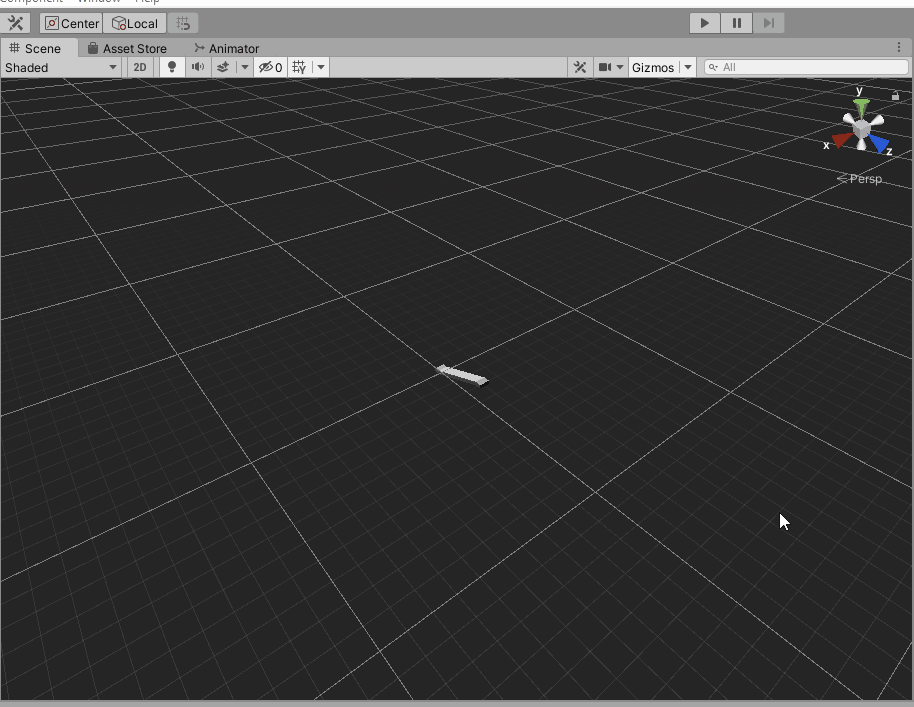 Component Window Help
Center Local
Scene Asset Store Animator
Shaded 2D 0 Gizmos All
y
x z
Persp